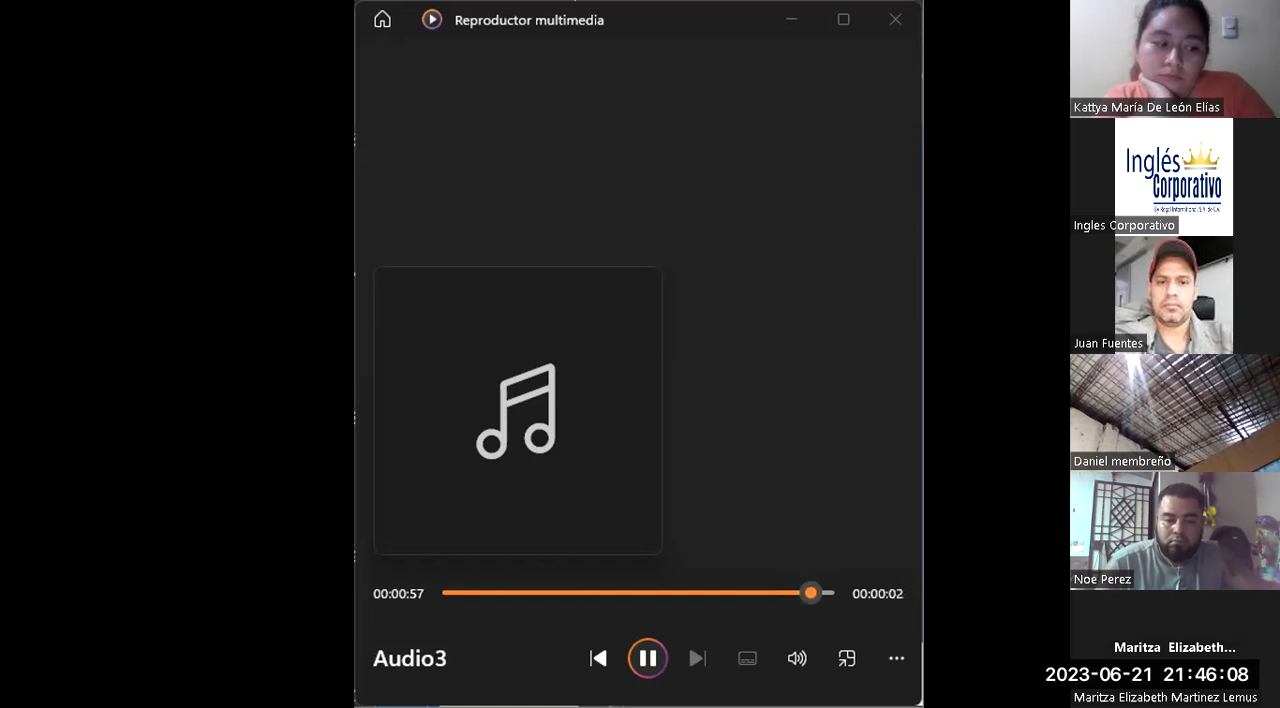 Reproductor multimedia
Kattya María De León Elías
Inglés
Corporativo
Ingles Corporativo
Juan Fuentes
Daniel membreño
Noe Perez
00:00:57
00:00:02
Audio3
Maritza Elizabeth...
2023-06-21 21:46:08
Maritza Elizabeth Martinez Lemus